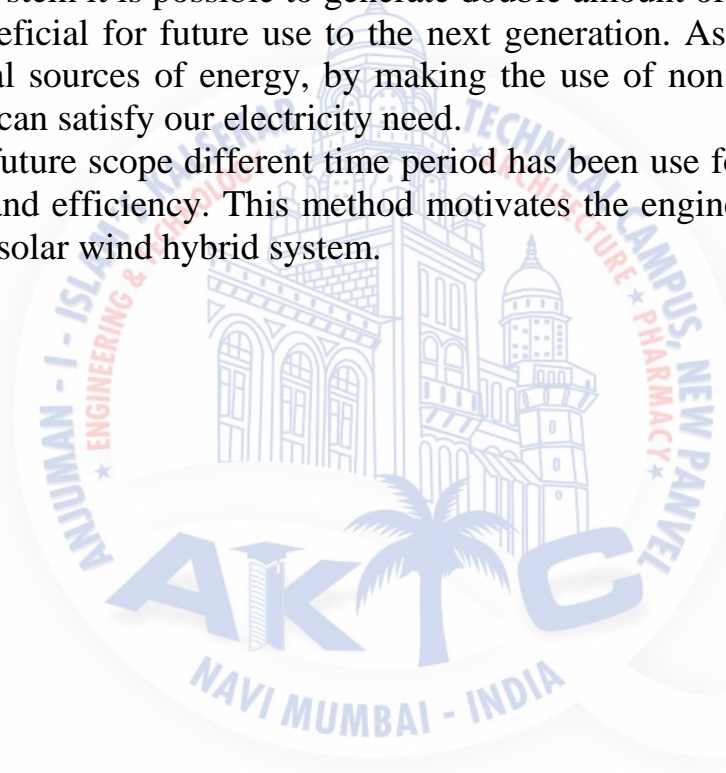 stem it is possible to generate double amount of
eficial for future use to the next generation. As
al sources of energy, by making the use of non
can satisfy our electricity need.
future scope different time period has been use f
and efficiency. This method motivates the engine
solar wind hybrid system.
ANJUMAN - I - ISLAM KALSEKAR TECHNICAL CAMPUS, NEW PANVEL
★ ENGINEERING & TECHNOLOGY ★ ARCHITECTURE ★ PHARMACY ★
AKTC
NAVI MUMBAI - INDIA